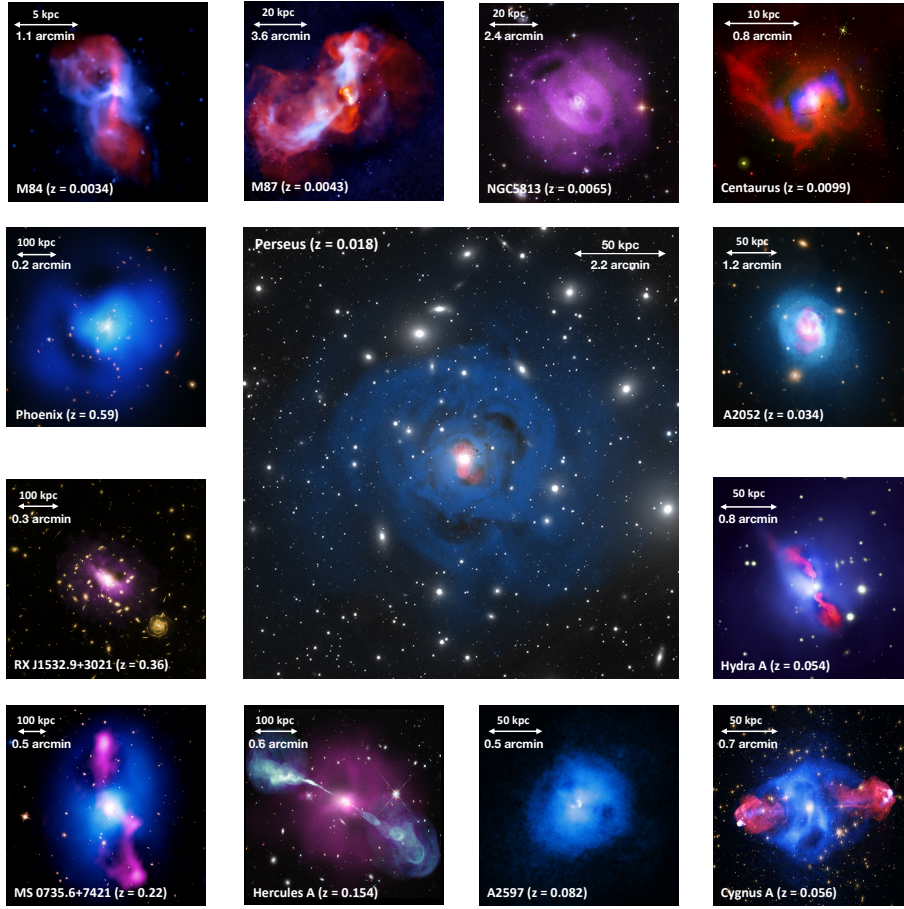 5 kpc
1.1 arcmin
M84 (z = 0.0034)
20 kpc
3.6 arcmin
M87 (z = 0.0043)
20 kpc
2.4 arcmin
NGC5813 (z = 0.0065)
10 kpc
0.8 arcmin
Centaurus (z = 0.0099)
100 kpc
0.2 arcmin
Phoenix (z = 0.59)
Perseus (z = 0.018)
50 kpc
2.2 arcmin
50 kpc
1.2 arcmin
A2052 (z = 0.034)
100 kpc
0.3 arcmin
RX J1532.9+3021 (z = 0.36)
50 kpc
0.8 arcmin
Hydra A (z = 0.054)
100 kpc
0.5 arcmin
MS 0735.6+7421 (z = 0.22)
100 kpc
0.6 arcmin
Hercules A (z = 0.154)
50 kpc
0.5 arcmin
A2597 (z = 0.082)
50 kpc
0.7 arcmin
Cygnus A (z = 0.056)